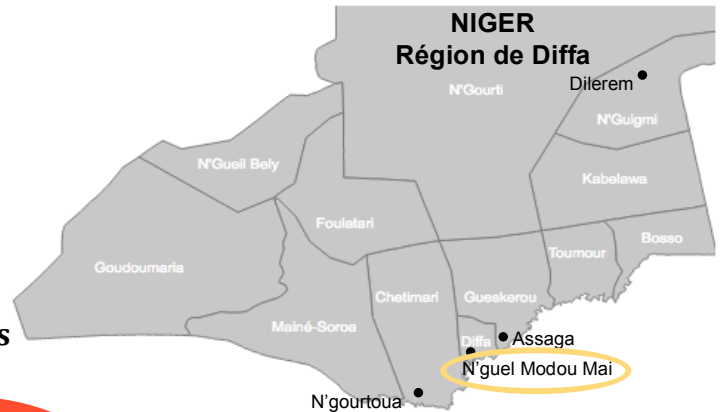 NIGER
Région de Diffa
N'Gourti
Dilerem
N'Guigmi
N'Gueil Bely
Kabelawa
Foulatari
Bosso
Toumour
Goudoumaria
Chetimari
Gueskerou
Mainé-Soroa
Diffa
Assaga
s
N'guel Modou Mai
N'gourtoua